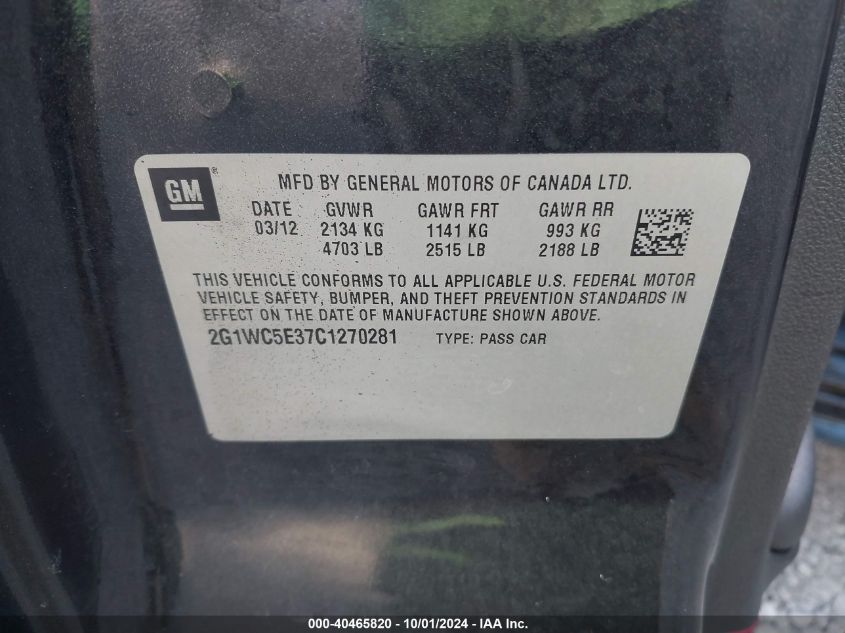 GM ®
MFD BY GENERAL MOTORS OF CANADA LTD.
DATE GVWR GAWR FRT GAWR RR
03/12 2134 KG 1141 KG 993 KG
4703 LB 2515 LB 2188 LB
THIS VEHICLE CONFORMS TO ALL APPLICABLE U.S. FEDERAL MOTOR
VEHICLE SAFETY, BUMPER, AND THEFT PREVENTION STANDARDS IN
EFFECT ON THE DATE OF MANUFACTURE SHOWN ABOVE.
2G1WC5E37C1270281 TYPE: PASS CAR
000-40465820 - 10/01/2024 - IAA Inc.